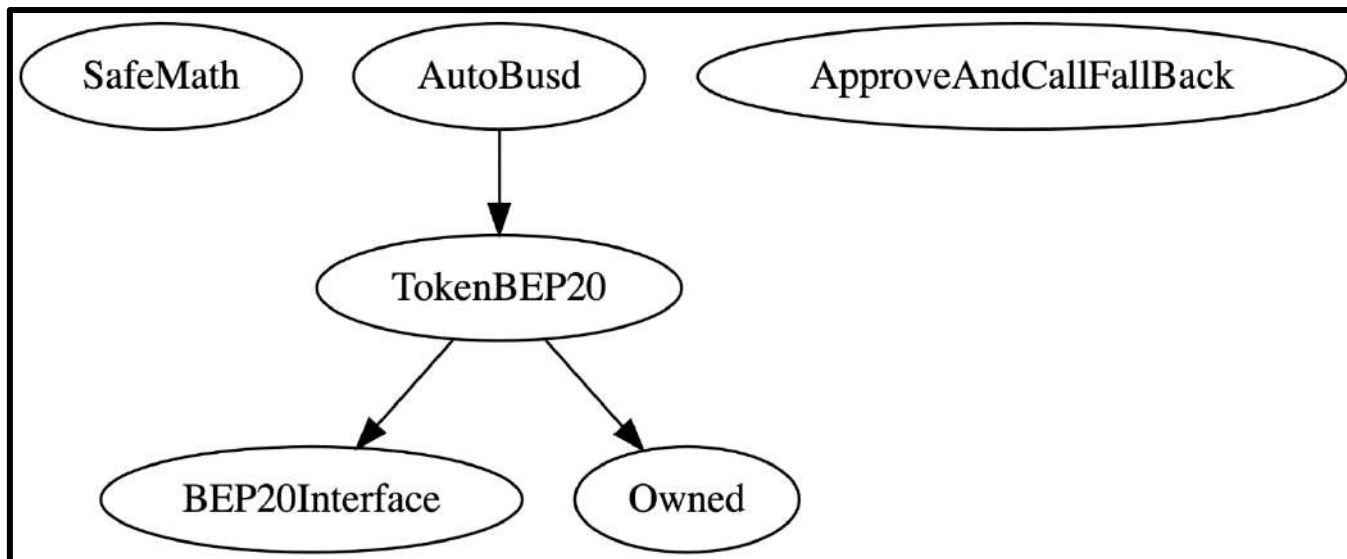 SafeMath
AutoBusd
ApproveAndCallFallBack
TokenBEP20
BEP20Interface
Owned